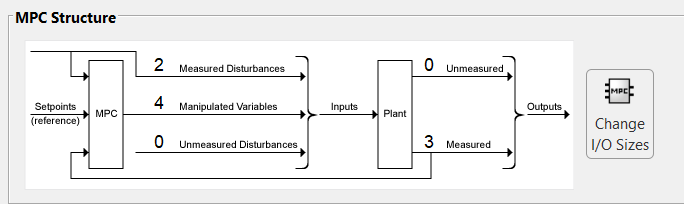 MPC Structure
2 Measured Disturbances
0 Unmeasured
Setpoints
(reference)
MPC
4 Manipulated Variables
Inputs
Plant
Outputs
0 Unmeasured Disturbances
3 Measured
MPC
Change
I/O Sizes